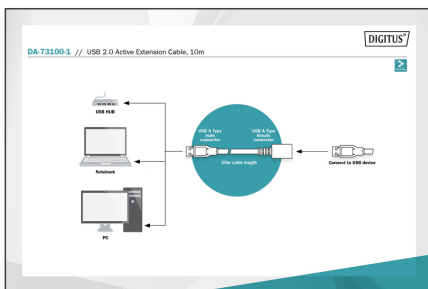 DIGITUS®
DA-73100-1 // USB 2.0 Active Extension Cable, 10m
USB HUB
USB A Type
male
connector
USB A Type
female
connector
10m cable length
Notebook
Connect to USB device
PC